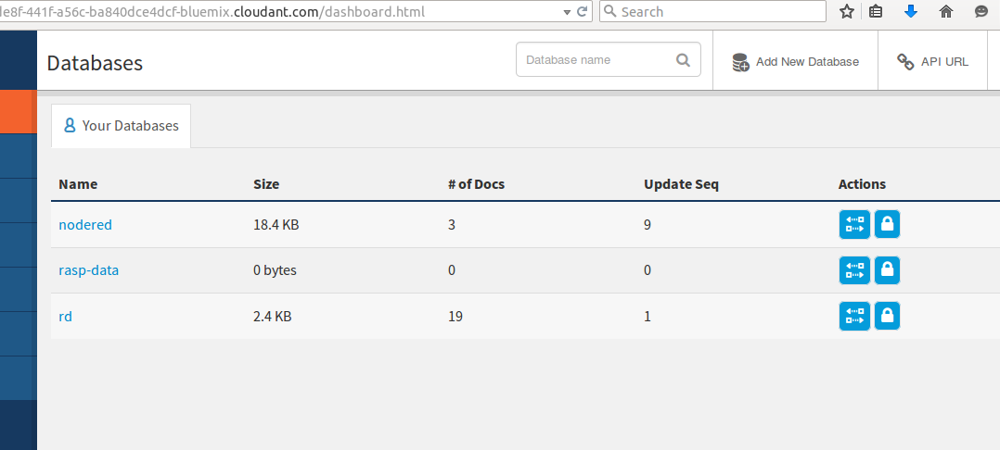 de8f-441f-a56c-ba840dce4dcf-bluemix.cloudant.com/dashboard.html
Search
Databases
Database name
Add New Database
API URL
Your Databases
Name Size # of Docs Update Seq Actions
nodered 18.4 KB 3 9
rasp-data 0 bytes 0 0
rd 2.4 KB 19 1